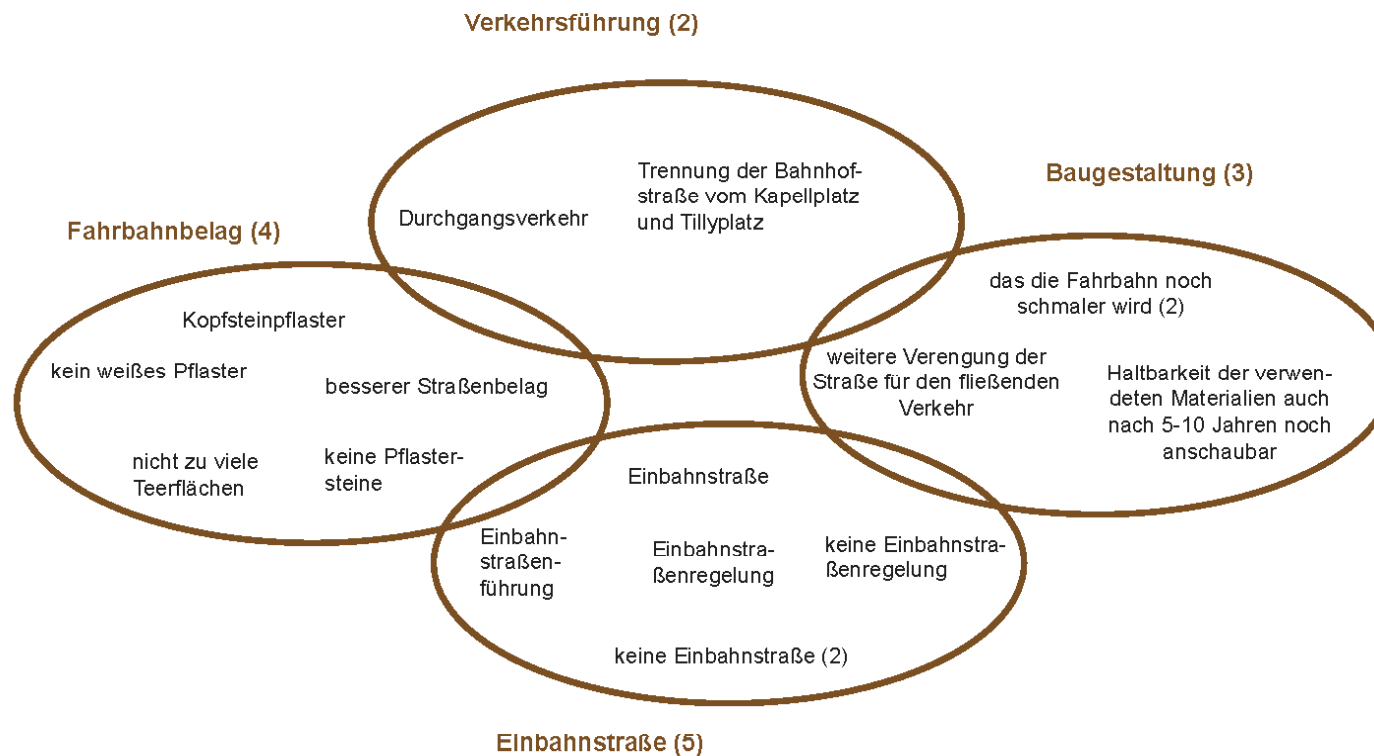 Verkehrsführung (2)
Durchgangsverkehr
Trennung der Bahnhof-
straße vom Kapellplatz
und Tillyplatz
Baugestaltung (3)
das die Fahrbahn noch
schmaler wird (2)
weitere Verengung der
Straße für den fließenden
Verkehr
Haltbarkeit der verwen-
deten Materialien auch
nach 5-10 Jahren noch
anschaubar
Fahrbahnbelag (4)
Kopfsteinpflaster
kein weißes Pflaster
besserer Straßenbelag
nicht zu viele
Teerflächen
keine Pflaster-
steine
Einbahnstraße
Einbahn-
straßen-
führung
Einbahnstra-
ßenregelung
keine Einbahnstra-
ßenregelung
keine Einbahnstraße (2)
Einbahnstraße (5)